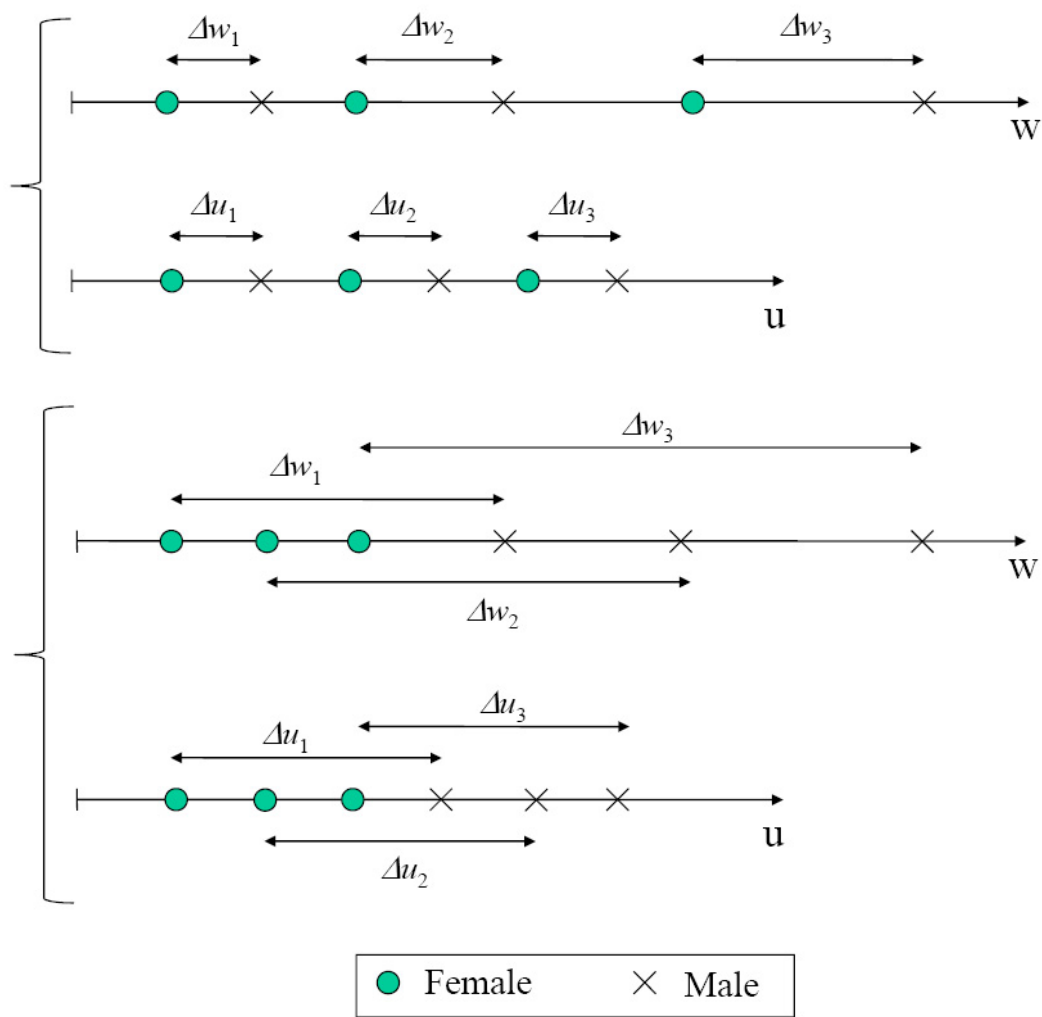 Δw₁ Δw₂ Δw₃
w
Δu₁ Δu₂ Δu₃
u
Δw₃
Δw₁
w
Δw₂
Δu₃
Δu₁
u
Δu₂
Female Male